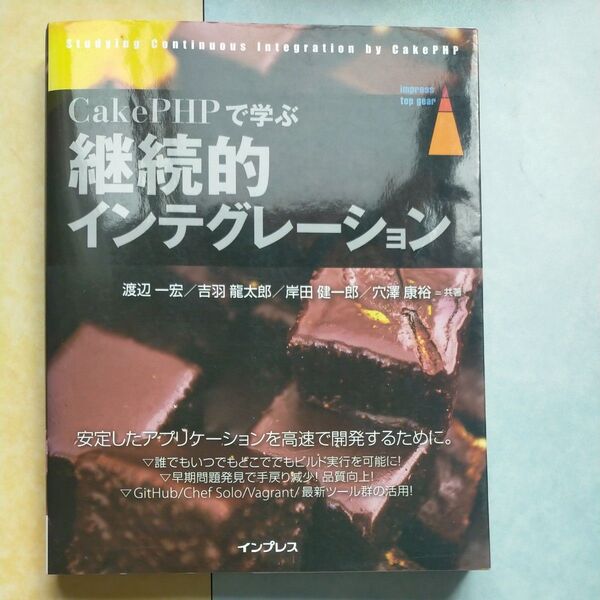 Studying Continuous Integration by CakePHP
impress
top gear
CakePHPで学ぶ
継続的
インテグレーション
渡辺 一宏／吉羽 龍太郎／岸田 健一郎／穴澤 康裕＝共著
安定したアプリケーションを高速で開発するために。
▽誰でもいつでもどこででもビルド実行を可能に!
▽早期問題発見で手戻り減少! 品質向上!
▽GitHub/Chef Solo/Vagrant/最新ツール群の活用!
インプレス